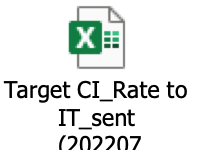 X
Target CI_Rate to
IT_sent
(202207